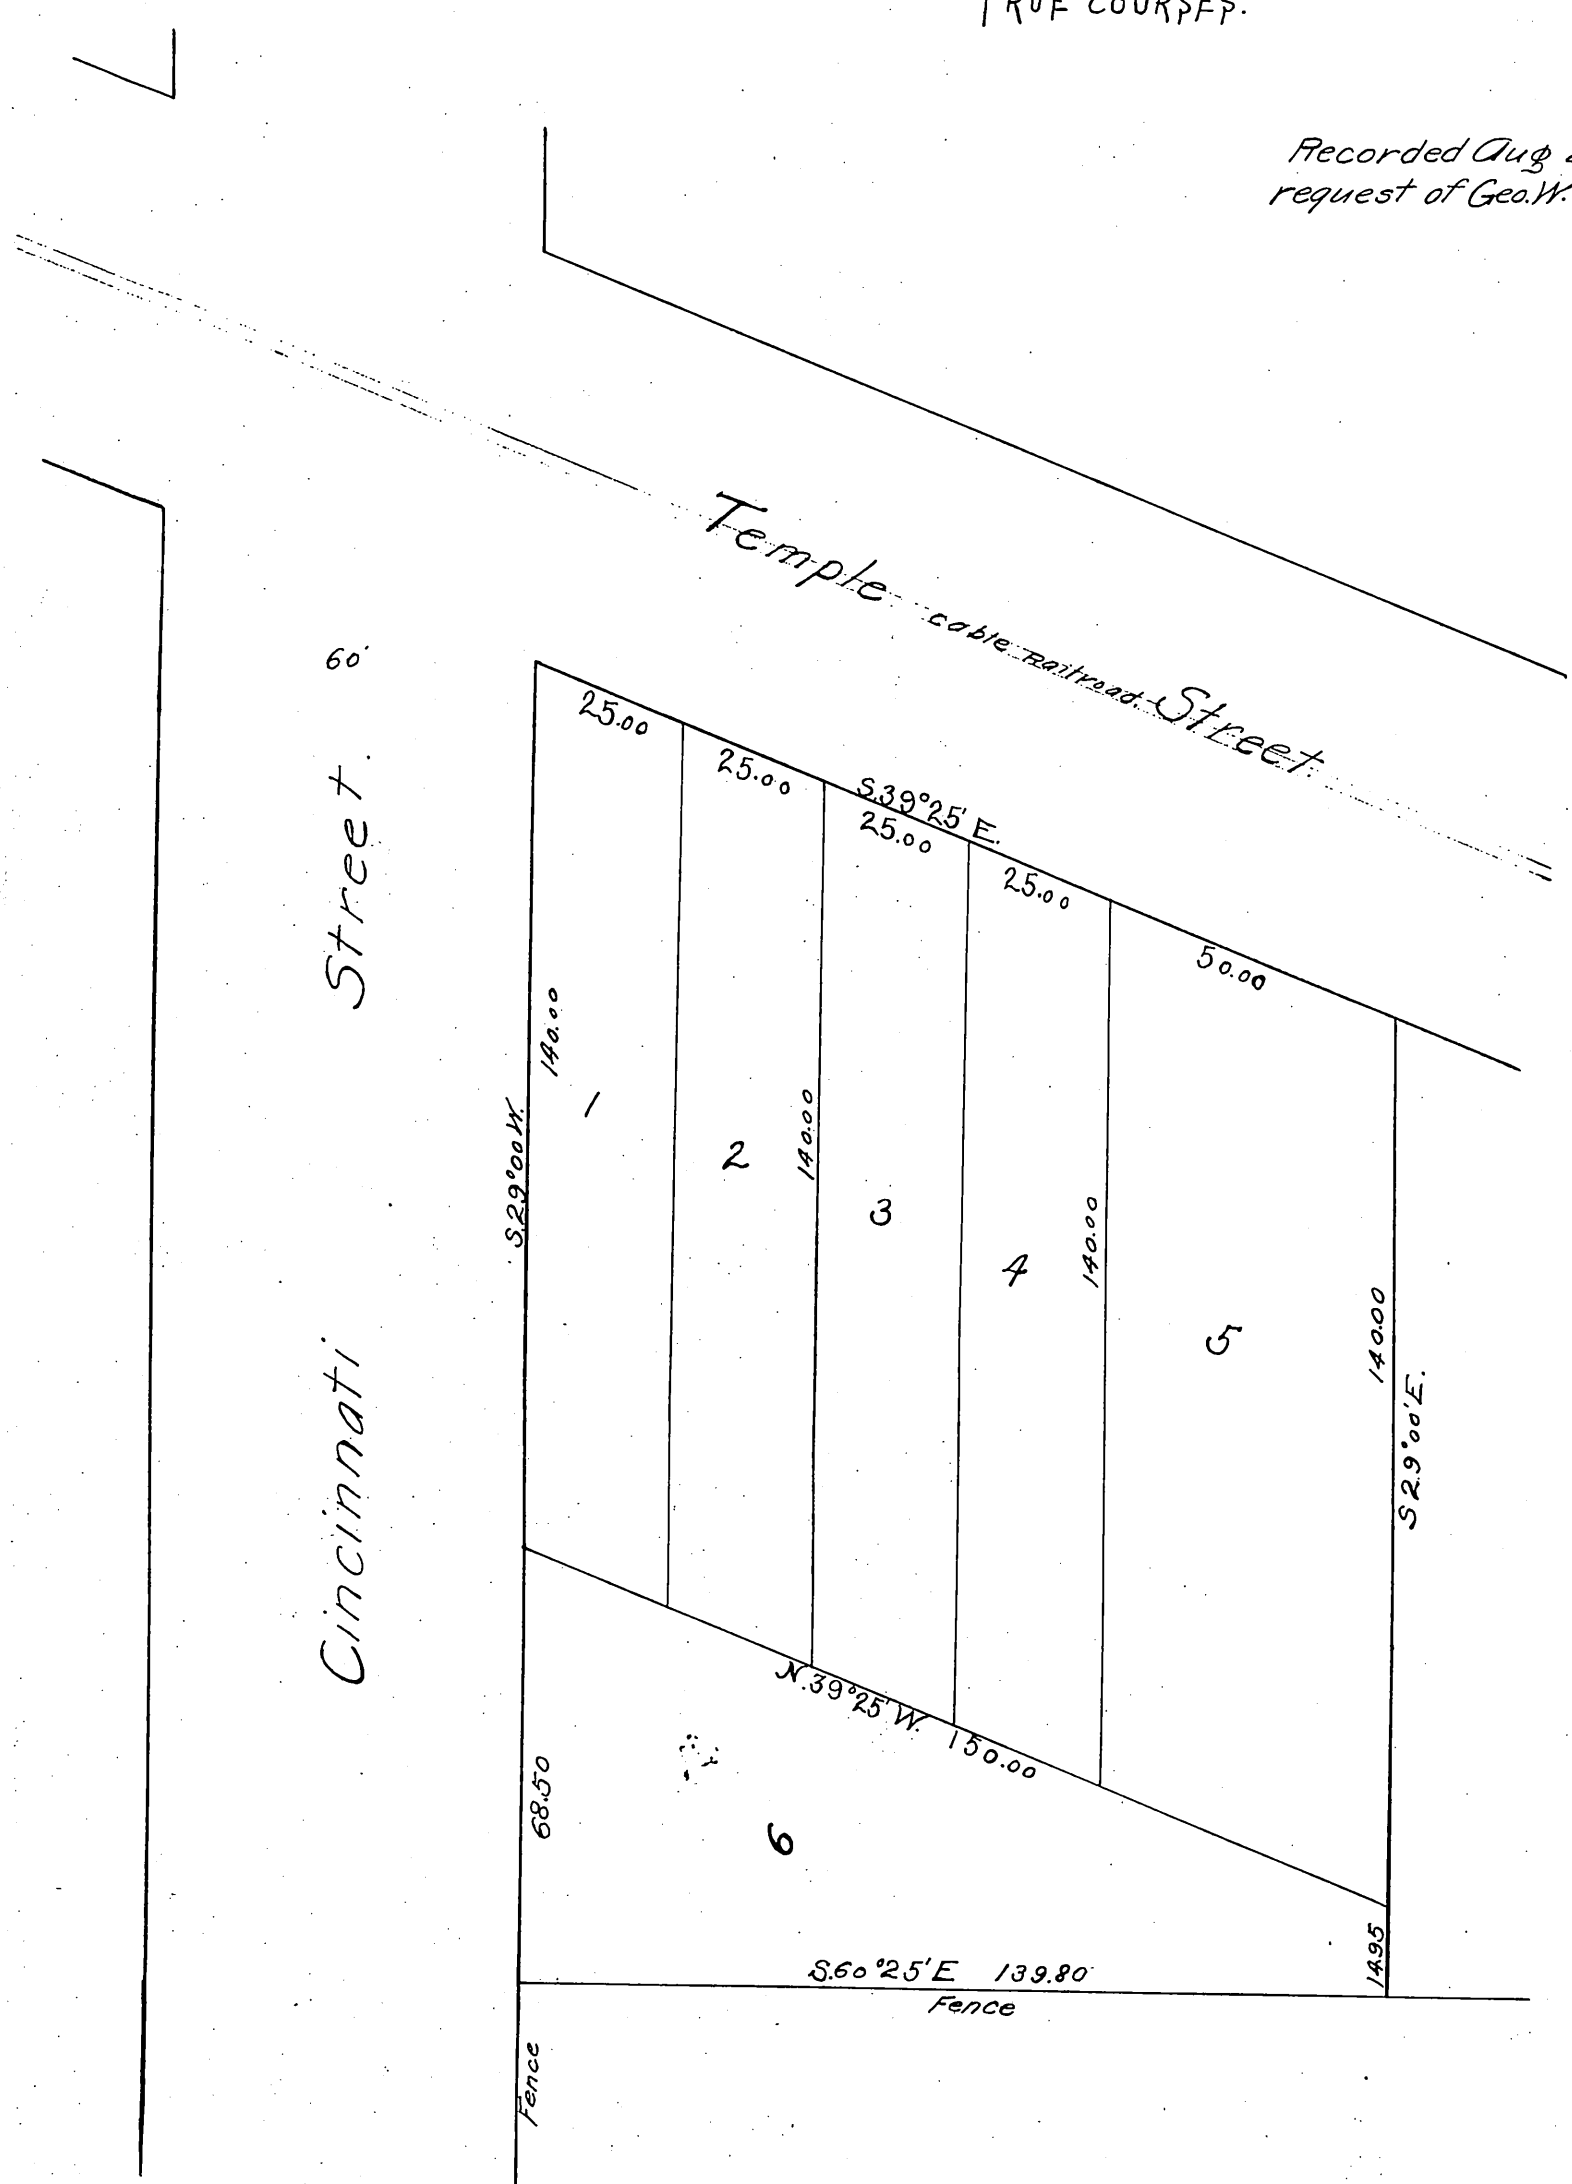 TRUE COURSES.
Recorded Aug
request of Geo. W.
Temple cable Railroad. Street.
60'
Cincinnati Street.
25.00
25.00
S.39°25' E.
25.00
25.00
50.00
140.00
S.29°00 W.
1
2
140.00
3
4
140.00
5
140.00
S 29°00' E.
N.39°25' W. 150.00
68.50
6
14.95
S.60°25' E 139.80
Fence
Fence